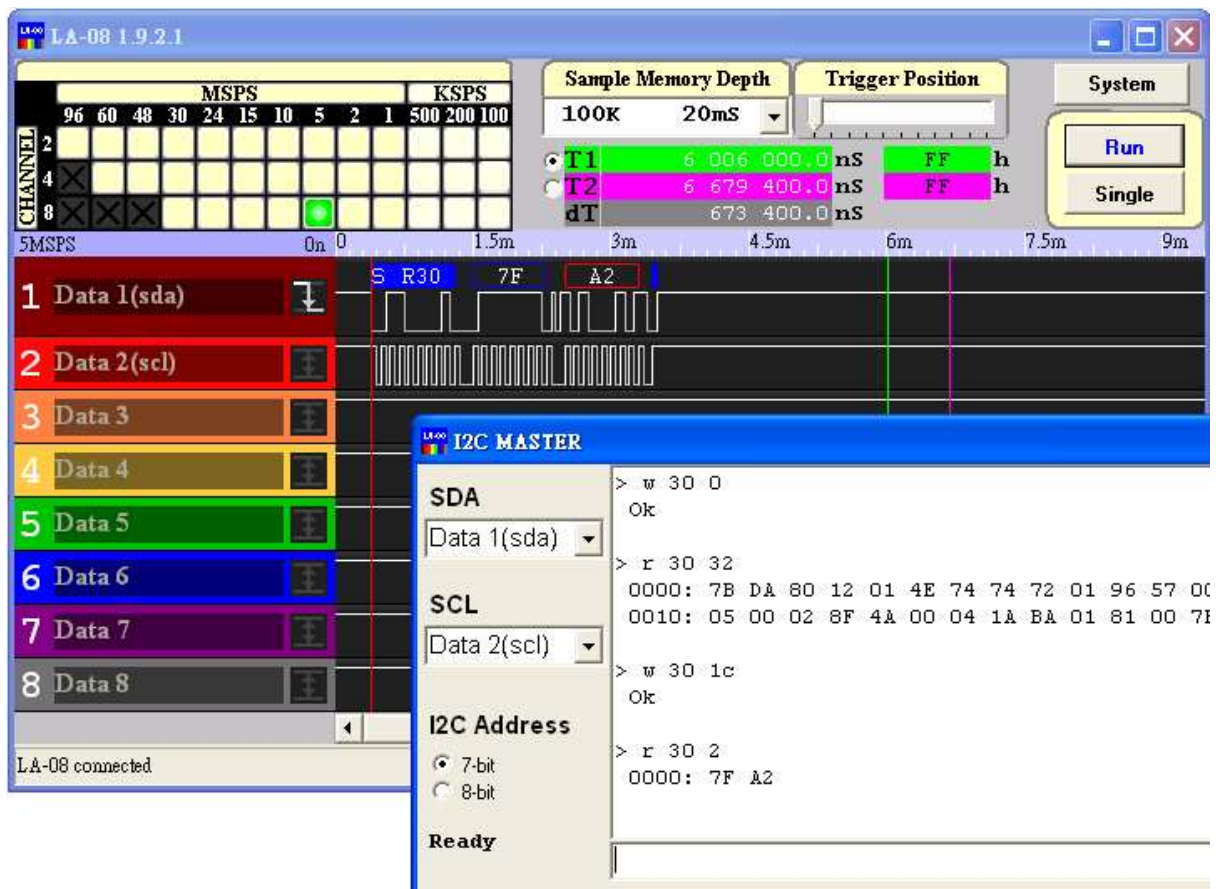 LA-08 1.9.2.1
MSPS KSPS
96 60 48 30 24 15 10 5 2 1 500 200 100
CHANNEL
2
4
8
Sample Memory Depth
100K 20mS
Trigger Position
T1 6 006 000.0 nS FF h
T2 6 679 400.0 nS FF h
dT 673 400.0 nS
System
Run
Single
5MSPS 0n 0 1.5m 3m 4.5m 6m 7.5m 9m
S R30 7F A2
1 Data 1(sda)
2 Data 2(scl)
3 Data 3
4 Data 4
5 Data 5
6 Data 6
7 Data 7
8 Data 8
LA-08 connected
I2C MASTER
SDA
Data 1(sda)
SCL
Data 2(scl)
I2C Address
7-bit
8-bit
Ready
> w 30 0
Ok
> r 30 32
0000: 7B DA 80 12 01 4E 74 74 72 01 96 57 00
0010: 05 00 02 8F 4A 00 04 1A BA 01 81 00
> w 30 1c
Ok
> r 30 2
0000: 7F A2